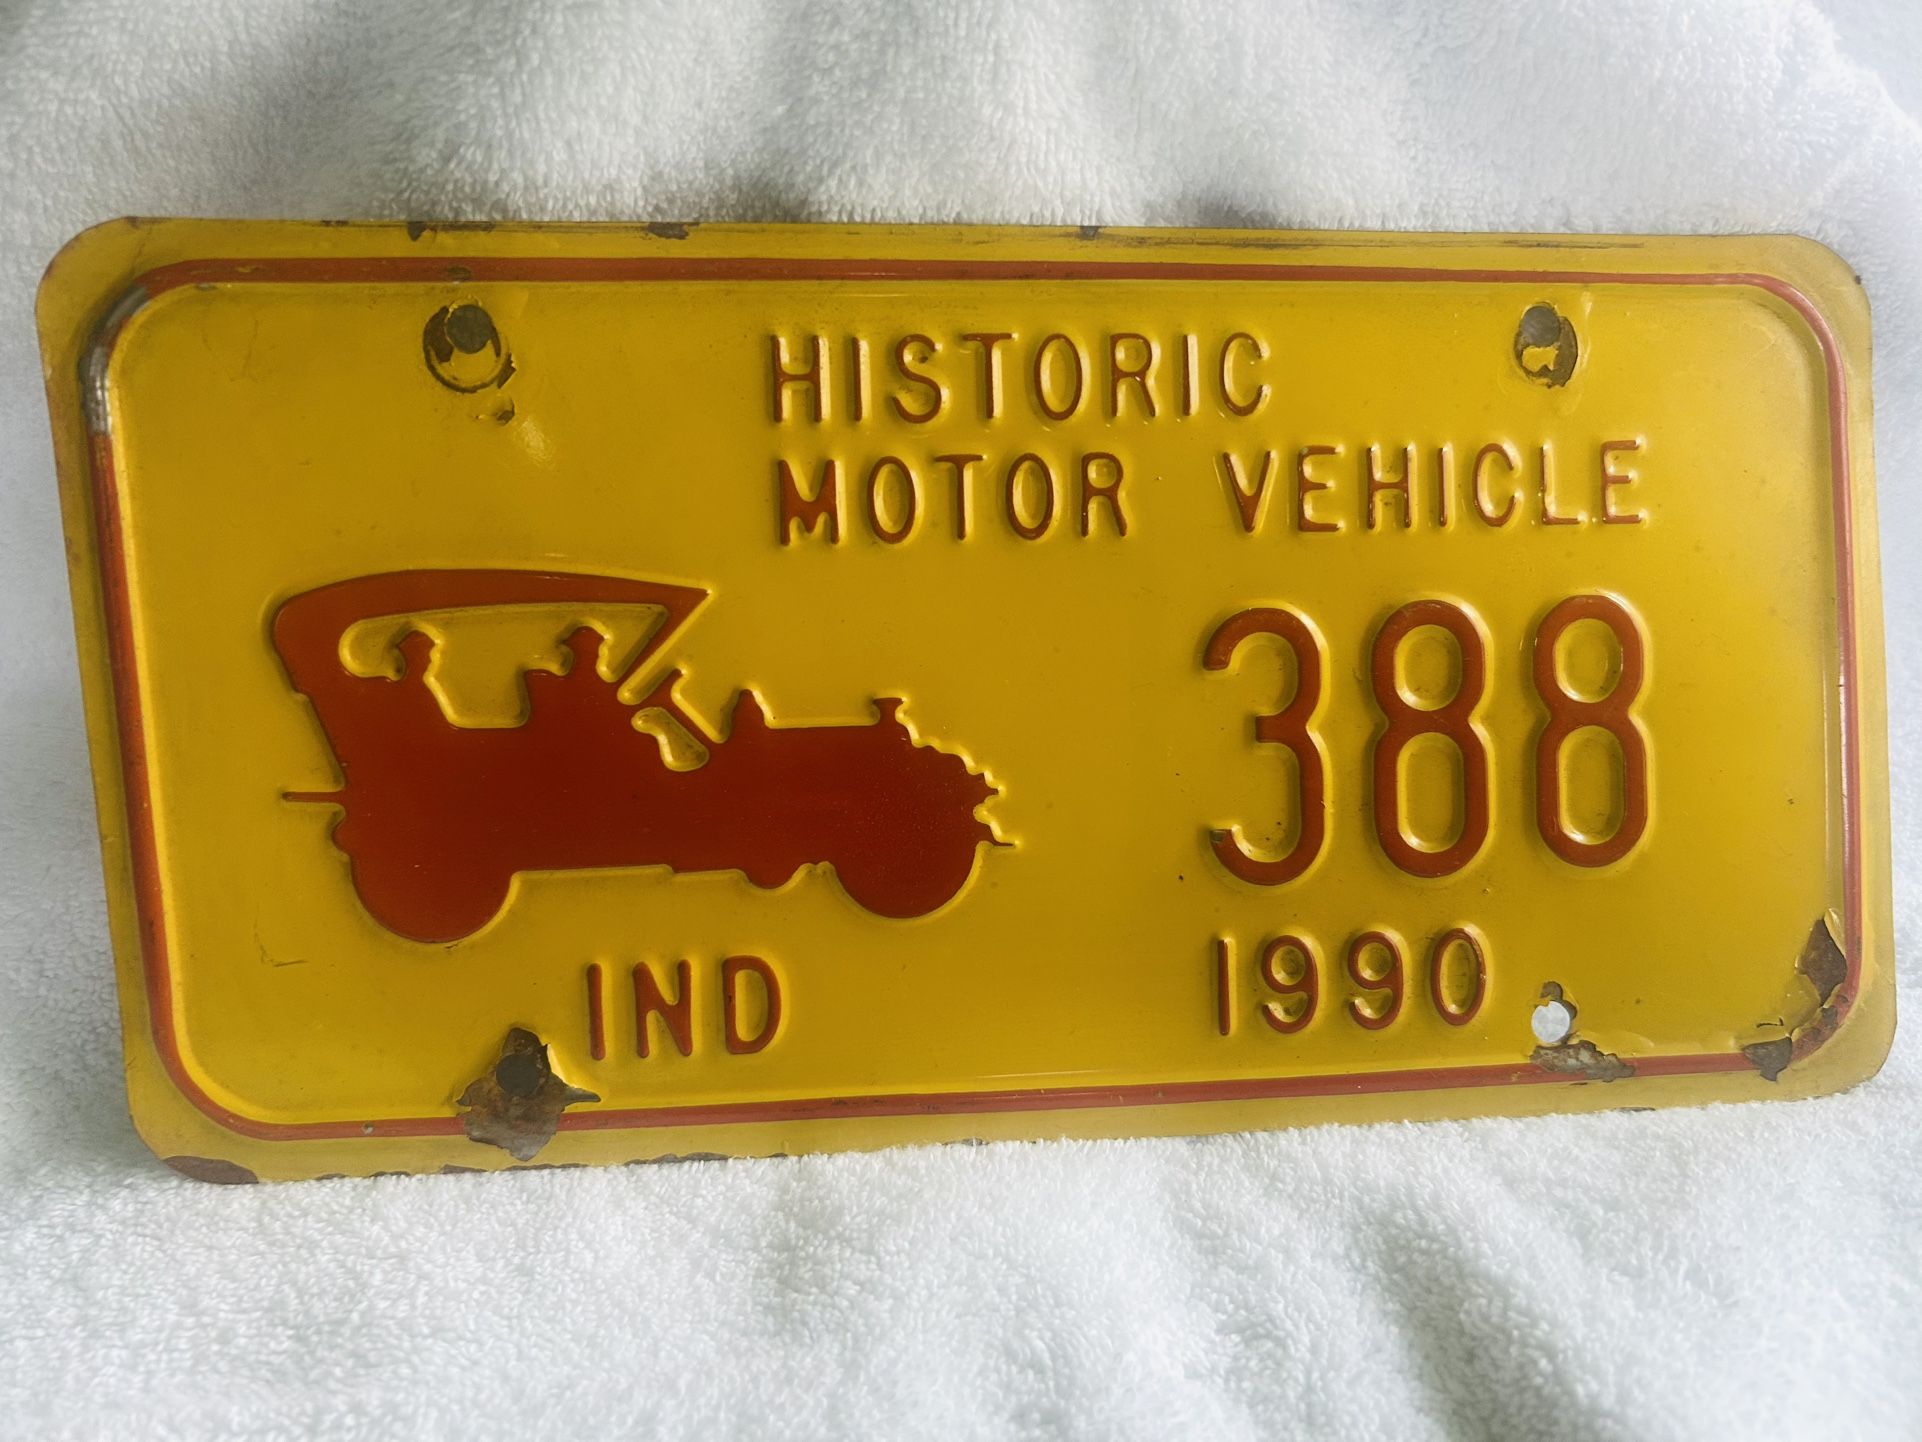 HISTORIC
MOTOR VEHICLE
388
IND 1990